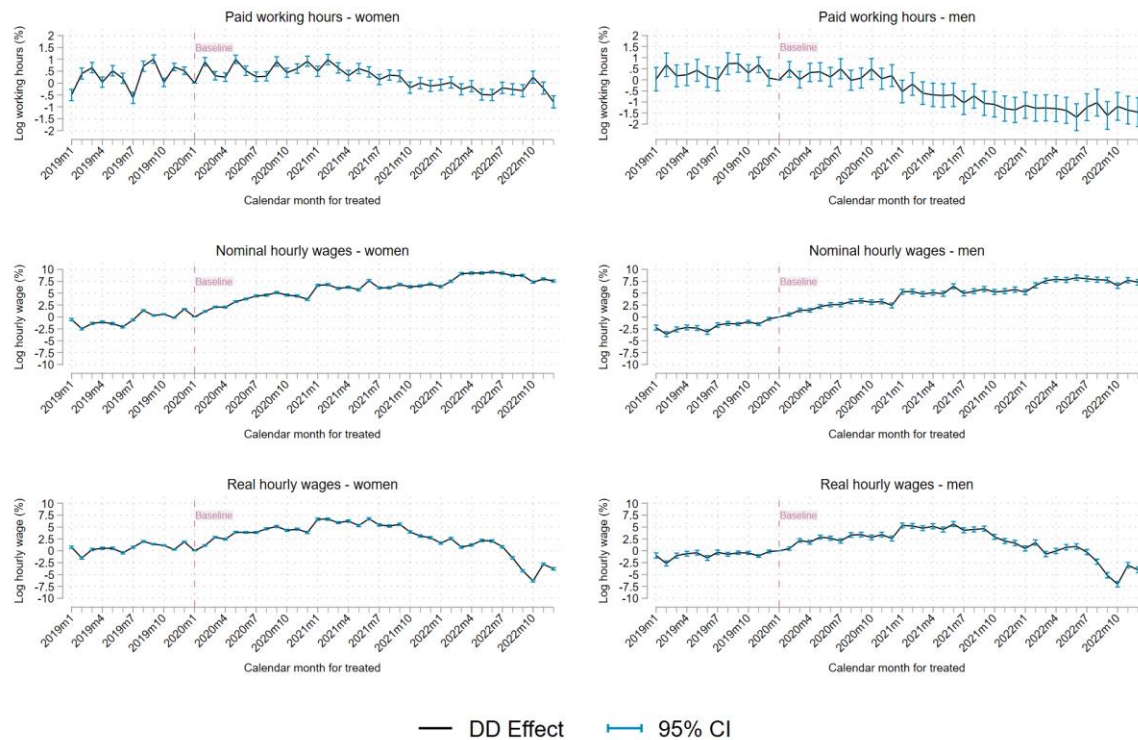 Paid working hours - women
Log working hours (%)
2
1.5
1
.5
0
-.5
-1
-1.5
-2
Baseline
2019m1
2019m4
2019m7
2019m10
2020m1
2020m4
2020m7
2020m10
2021m1
2021m4
2021m7
2021m10
2022m1
2022m4
2022m7
2022m10
Calendar month for treated
Paid working hours - men
Log working hours (%)
2
1.5
1
.5
0
-.5
-1
-1.5
-2
Baseline
2019m1
2019m4
2019m7
2019m10
2020m1
2020m4
2020m7
2020m10
2021m1
2021m4
2021m7
2021m10
2022m1
2022m4
2022m7
2022m10
Calendar month for treated
Nominal hourly wages - women
Log hourly wage (%)
10
7.5
5
2.5
0
-2.5
-5
-7.5
-10
Baseline
2019m1
2019m4
2019m7
2019m10
2020m1
2020m4
2020m7
2020m10
2021m1
2021m4
2021m7
2021m10
2022m1
2022m4
2022m7
2022m10
Calendar month for treated
Nominal hourly wages - men
Log hourly wage (%)
10
7.5
5
2.5
0
-2.5
-5
-7.5
-10
Baseline
2019m1
2019m4
2019m7
2019m10
2020m1
2020m4
2020m7
2020m10
2021m1
2021m4
2021m7
2021m10
2022m1
2022m4
2022m7
2022m10
Calendar month for treated
Real hourly wages - women
Log hourly wage (%)
10
7.5
5
2.5
0
-2.5
-5
-7.5
-10
Baseline
2019m1
2019m4
2019m7
2019m10
2020m1
2020m4
2020m7
2020m10
2021m1
2021m4
2021m7
2021m10
2022m1
2022m4
2022m7
2022m10
Calendar month for treated
Real hourly wages - men
Log hourly wage (%)
10
7.5
5
2.5
0
-2.5
-5
-7.5
-10
Baseline
2019m1
2019m4
2019m7
2019m10
2020m1
2020m4
2020m7
2020m10
2021m1
2021m4
2021m7
2021m10
2022m1
2022m4
2022m7
2022m10
Calendar month for treated
DD Effect
95% CI